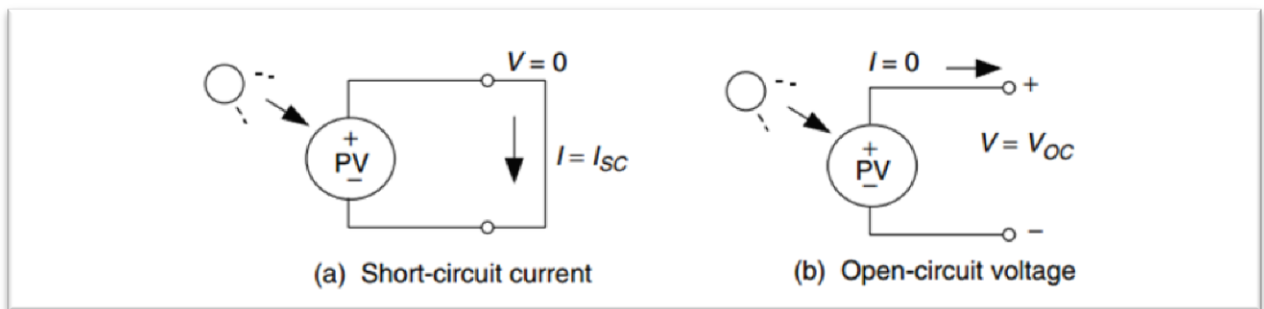 V = 0
+
PV
−
I = I_SC
(a) Short-circuit current
I = 0
+
+
PV
−
V = V_OC
−
(b) Open-circuit voltage